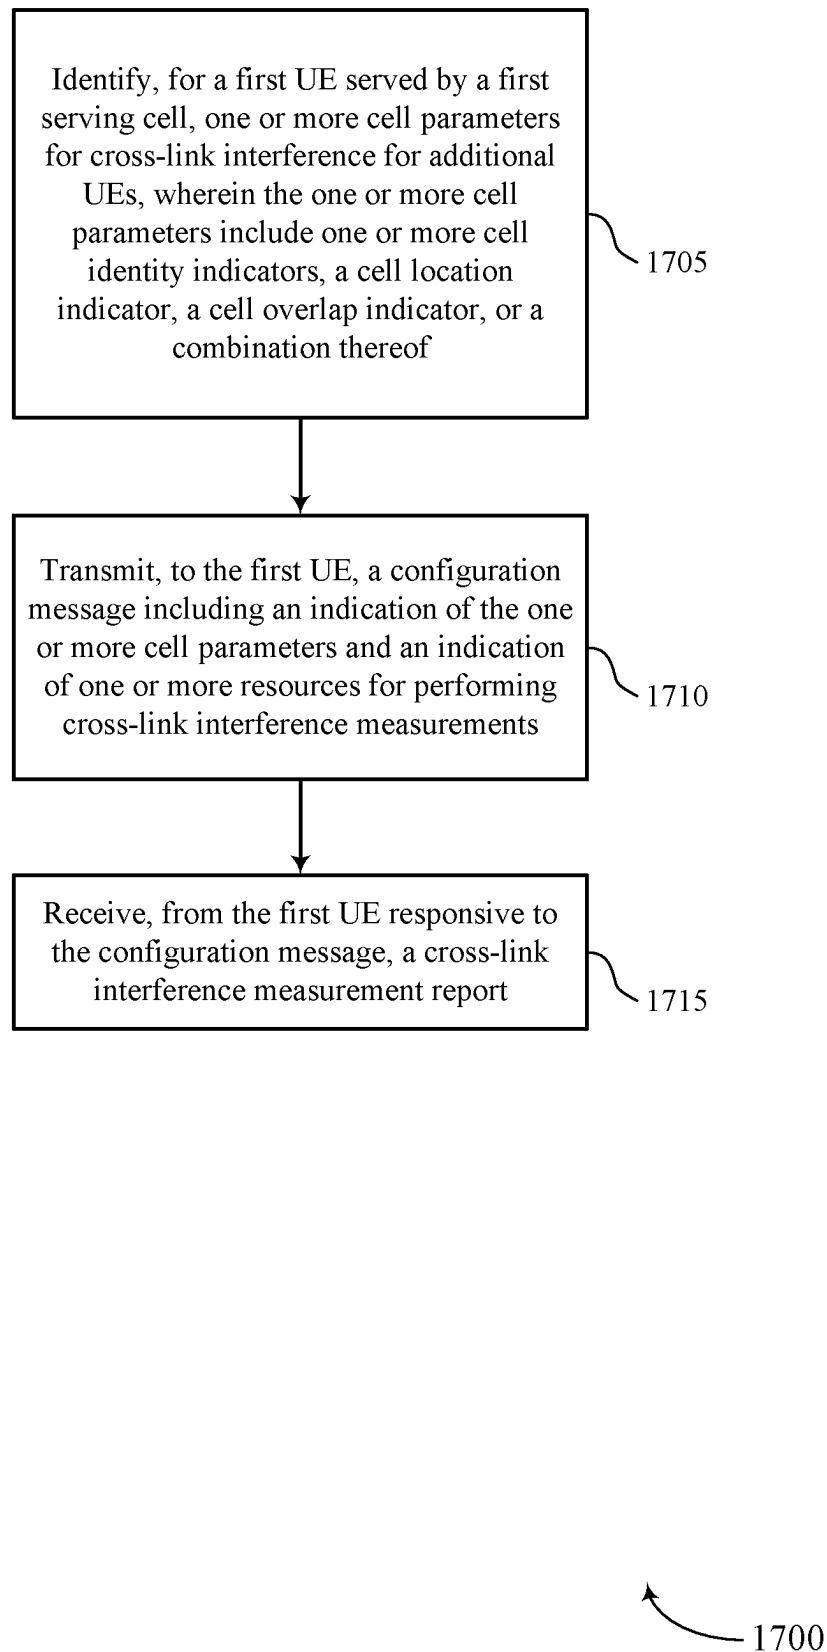 Identify, for a first UE served by a first
serving cell, one or more cell parameters
for cross-link interference for additional
UEs, wherein the one or more cell
parameters include one or more cell
identity indicators, a cell location
indicator, a cell overlap indicator, or a
combination thereof
1705
Transmit, to the first UE, a configuration
message including an indication of the one
or more cell parameters and an indication
of one or more resources for performing
cross-link interference measurements
1710
Receive, from the first UE responsive to
the configuration message, a cross-link
interference measurement report
1715
1700